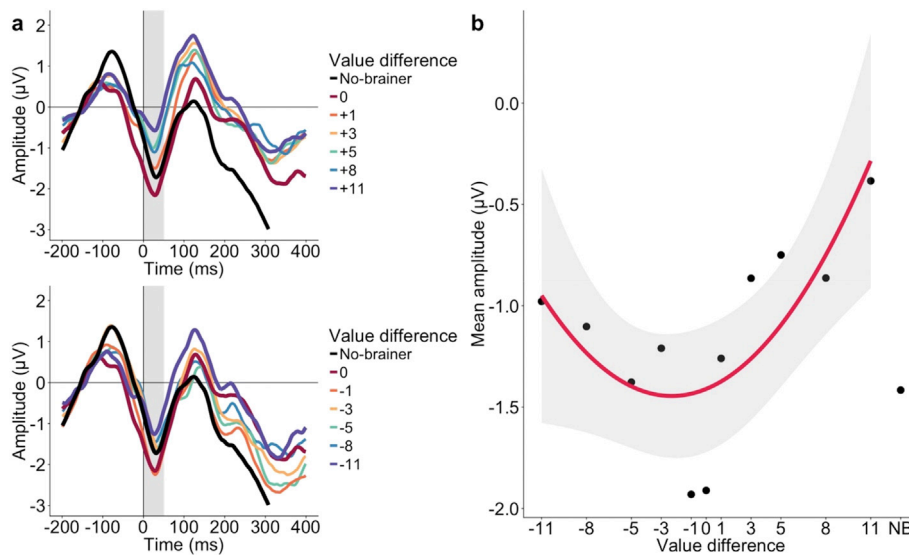 a
2
1
0
-1
-2
-3
Amplitude (µV)
-200 -100 0 100 200 300 400
Time (ms)
Value difference
No-brainer
0
+1
+3
+5
+8
+11
2
1
0
-1
-2
-3
Amplitude (µV)
-200 -100 0 100 200 300 400
Time (ms)
Value difference
No-brainer
0
-1
-3
-5
-8
-11
b
0.0
-0.5
-1.0
-1.5
-2.0
Mean amplitude (µV)
-11 -8 -5 -3 -1 0 1 3 5 8 11 NB
Value difference